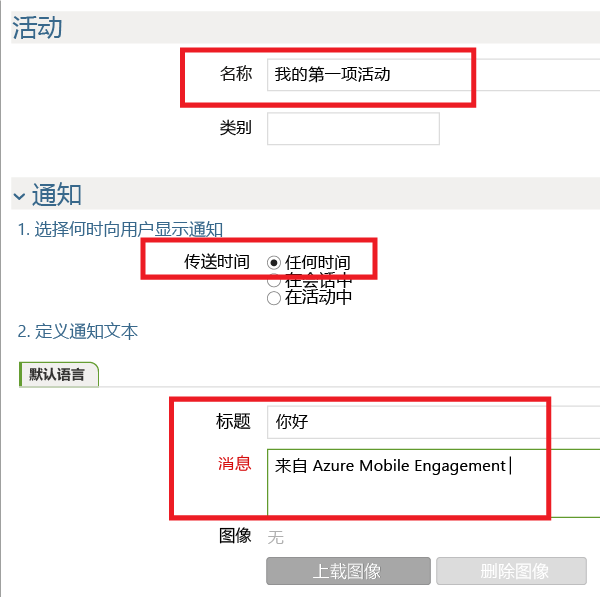 活动
名称 我的第一项活动
类别
通知
1. 选择何时向用户显示通知
传送时间 任何时间
在会话中
在活动中
2. 定义通知文本
默认语言
标题 你好
消息 来自 Azure Mobile Engagement
图像 无
上载图像 删除图像